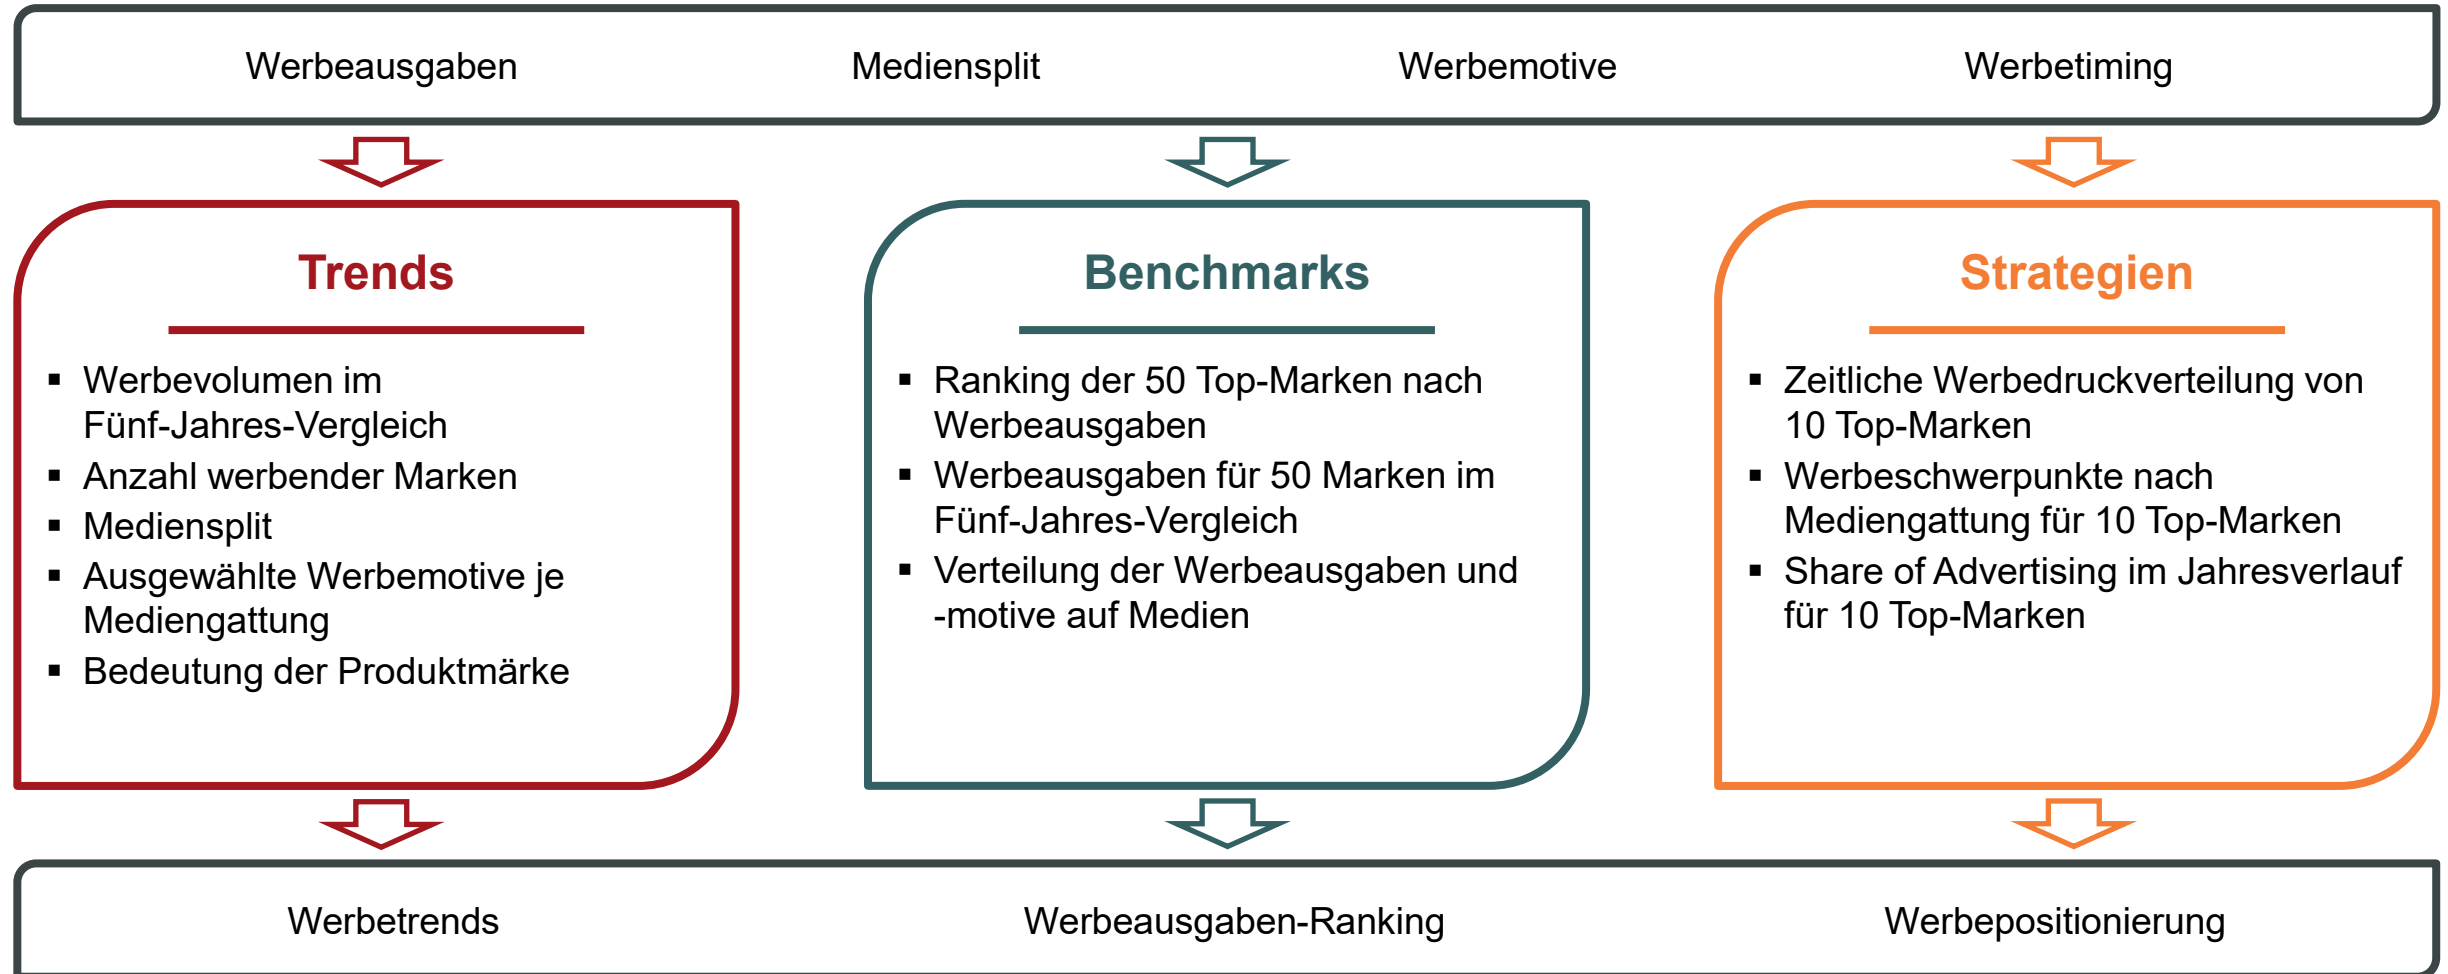 Werbeausgaben Mediensplit Werbemotive Werbetiming
Trends
▪ Werbevolumen im
Fünf-Jahres-Vergleich
▪ Anzahl werbender Marken
▪ Mediensplit
▪ Ausgewählte Werbemotive je
Mediengattung
▪ Bedeutung der Produktmärke
Benchmarks
▪ Ranking der 50 Top-Marken nach
Werbeausgaben
▪ Werbeausgaben für 50 Marken im
Fünf-Jahres-Vergleich
▪ Verteilung der Werbeausgaben und
-motive auf Medien
Strategien
▪ Zeitliche Werbedruckverteilung von
10 Top-Marken
▪ Werbeschwerpunkte nach
Mediengattung für 10 Top-Marken
▪ Share of Advertising im Jahresverlauf
für 10 Top-Marken
Werbetrends Werbeausgaben-Ranking Werbepositionierung